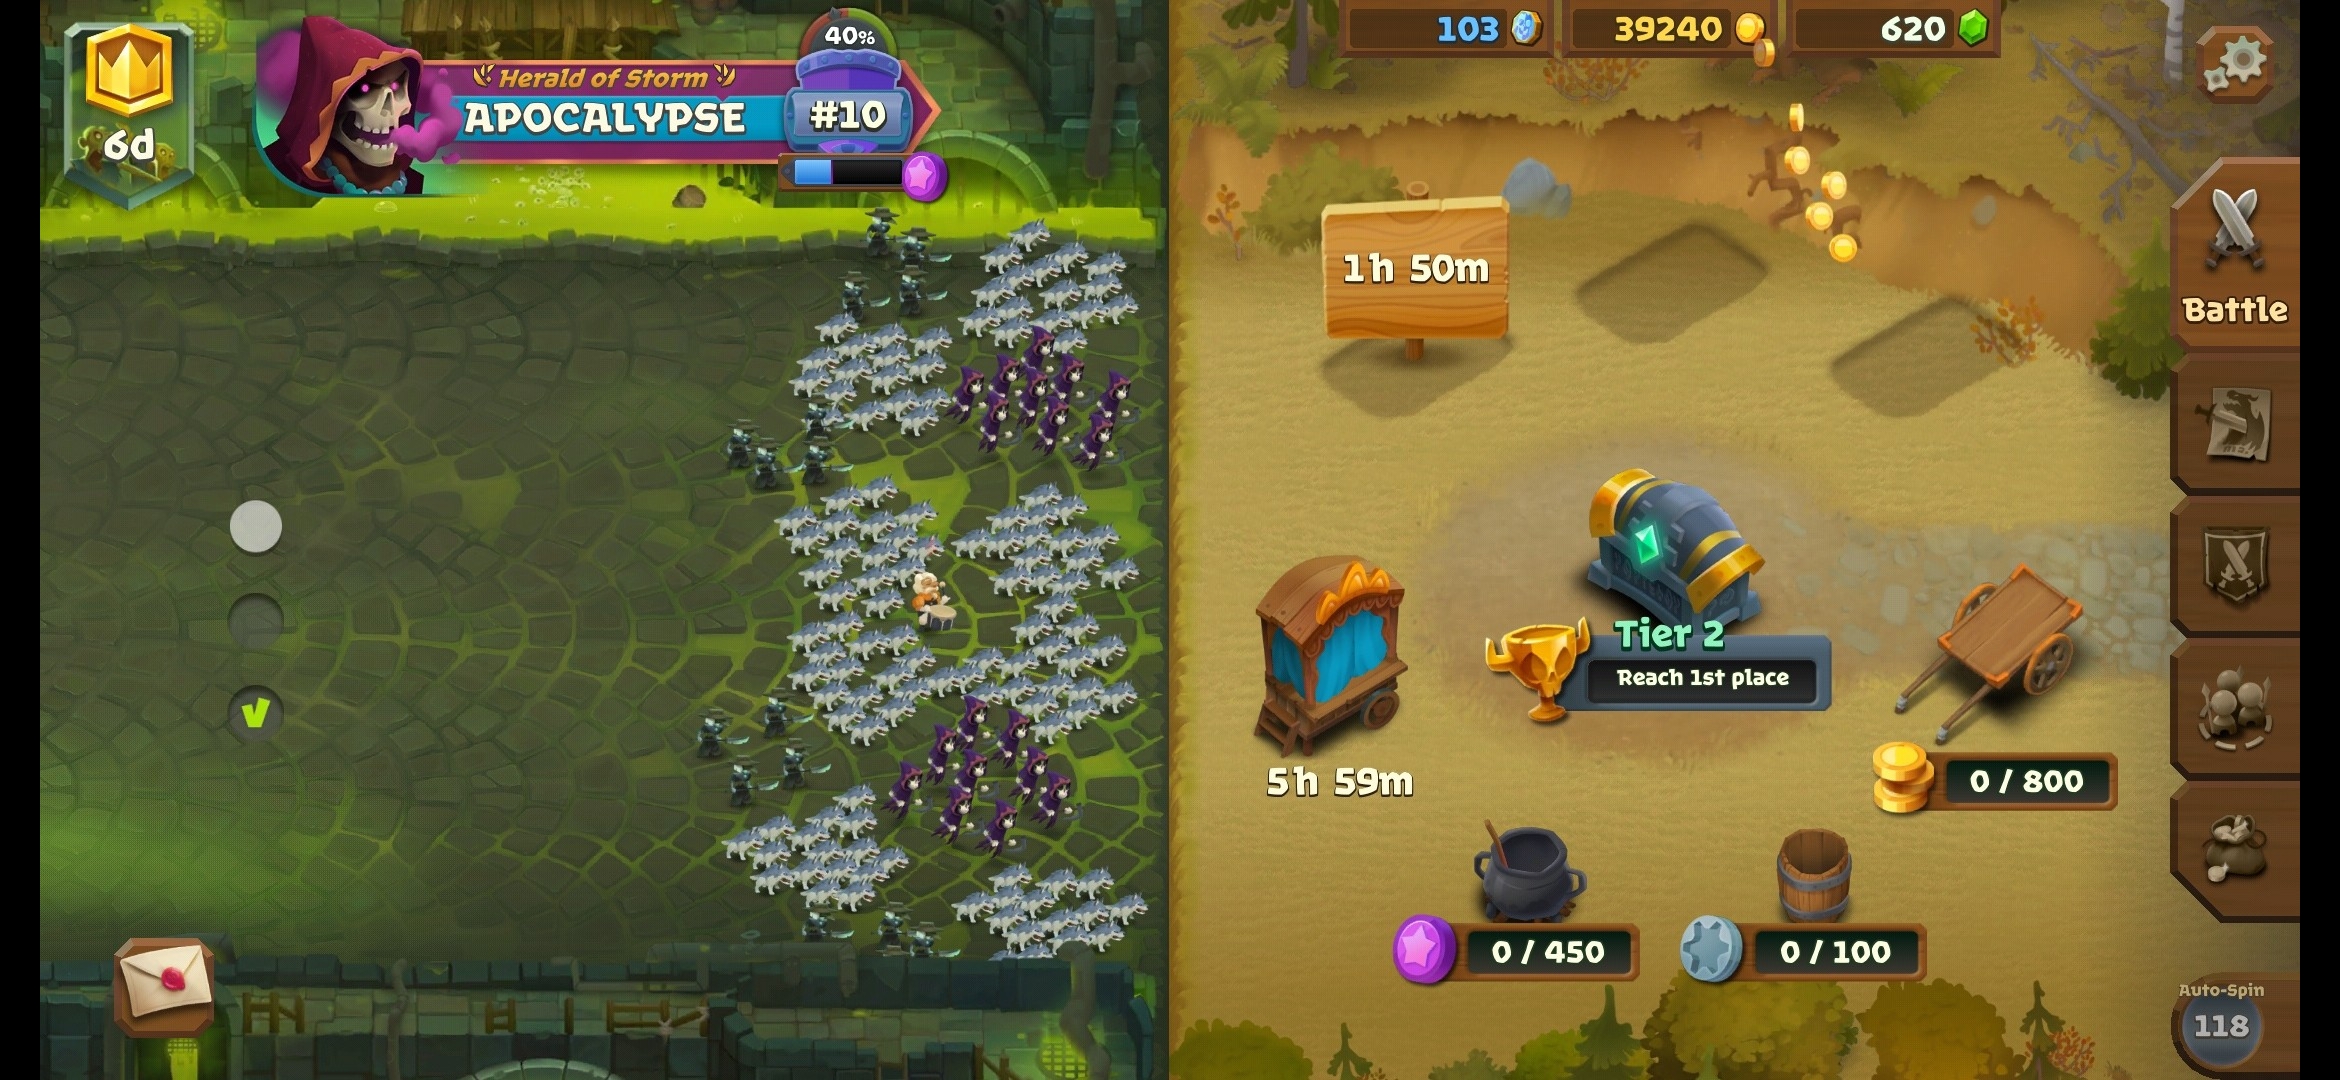 6d
Herald of Storm
APOCALYPSE
40%
#10
103
39240
620
1h 50m
Battle
Tier 2
Reach 1st place
5h 59m
0 / 800
0 / 450
0 / 100
Auto-Spin
118